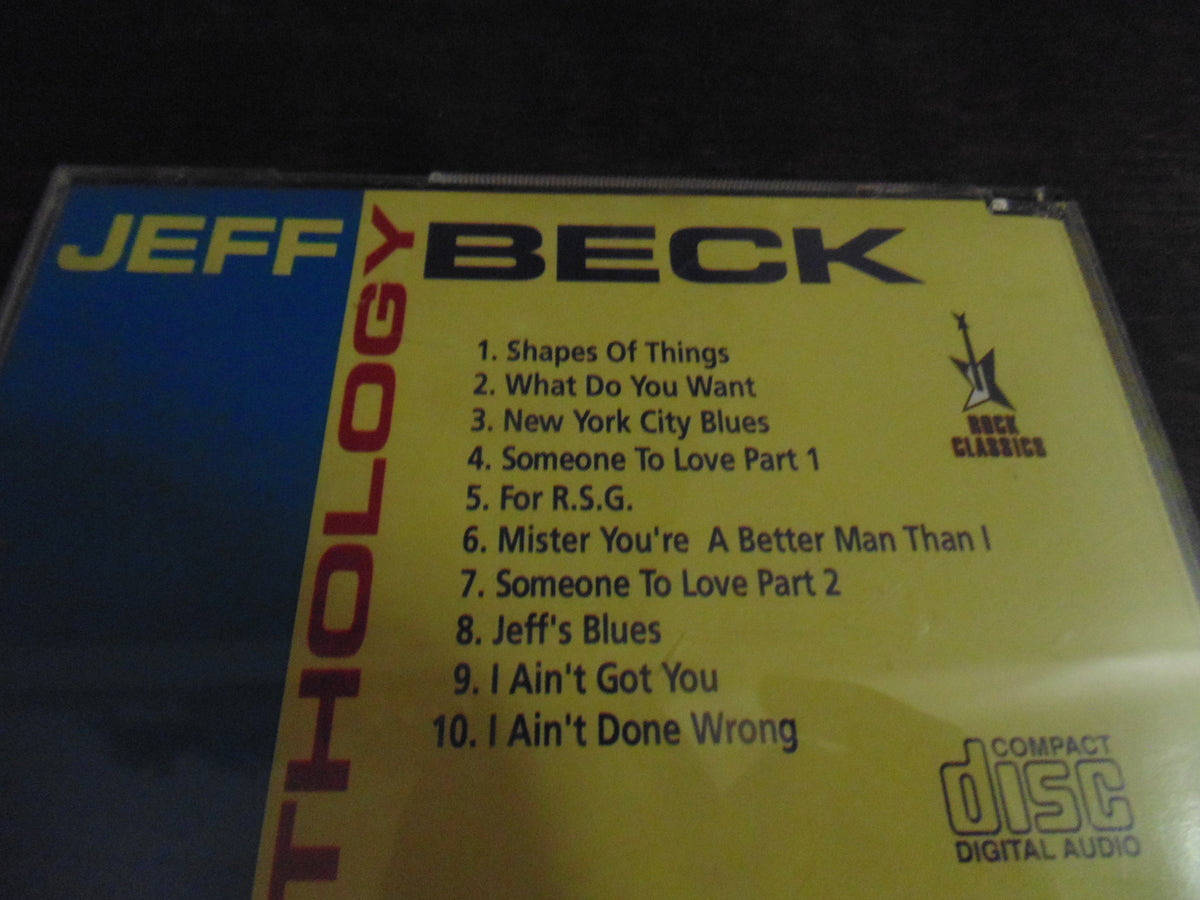 JEFF BECK
THOLOGY
1. Shapes Of Things
2. What Do You Want
3. New York City Blues
4. Someone To Love Part 1
5. For R.S.G.
6. Mister You're A Better Man Than I
7. Someone To Love Part 2
8. Jeff's Blues
9. I Ain't Got You
10. I Ain't Done Wrong
ROCK
CLASSICS
COMPACT
disc
DIGITAL AUDIO